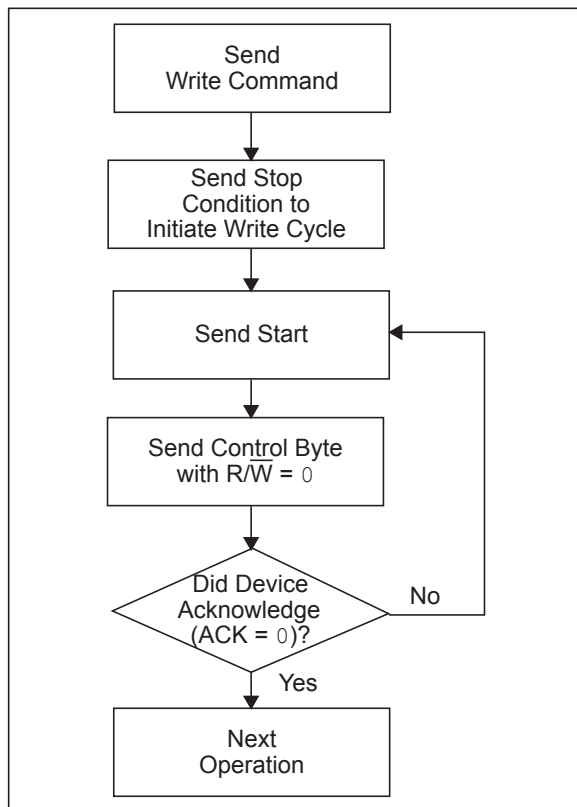 Send
Write Command
Send Stop
Condition to
Initiate Write Cycle
Send Start
Send Control Byte
with R/W̅ = 0
Did Device
Acknowledge
(ACK = 0)?
No
Yes
Next
Operation